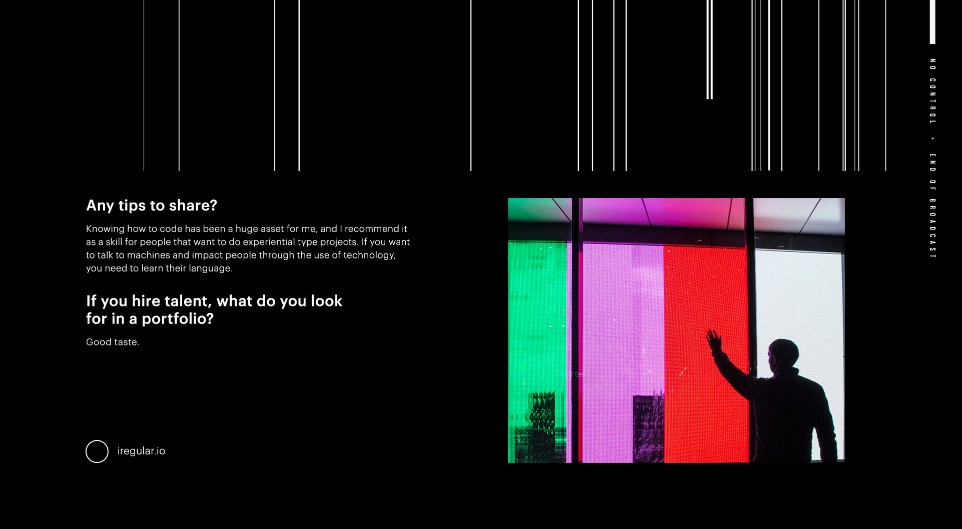 Any tips to share?
Knowing how to code has been a huge asset for me, and I recommend it
as a skill for people that want to do experiential type projects. If you want
to talk to machines and impact people through the use of technology,
you need to learn their language.
If you hire talent, what do you look
for in a portfolio?
Good taste.
iregular.io
NO CONTROL + END OF BROADCAST